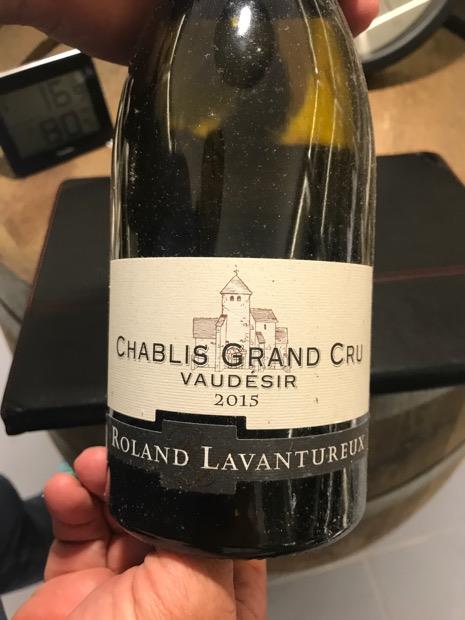 CHABLIS GRAND CRU
VAUDÉSIR
2015
ROLAND LAVANTUREUX